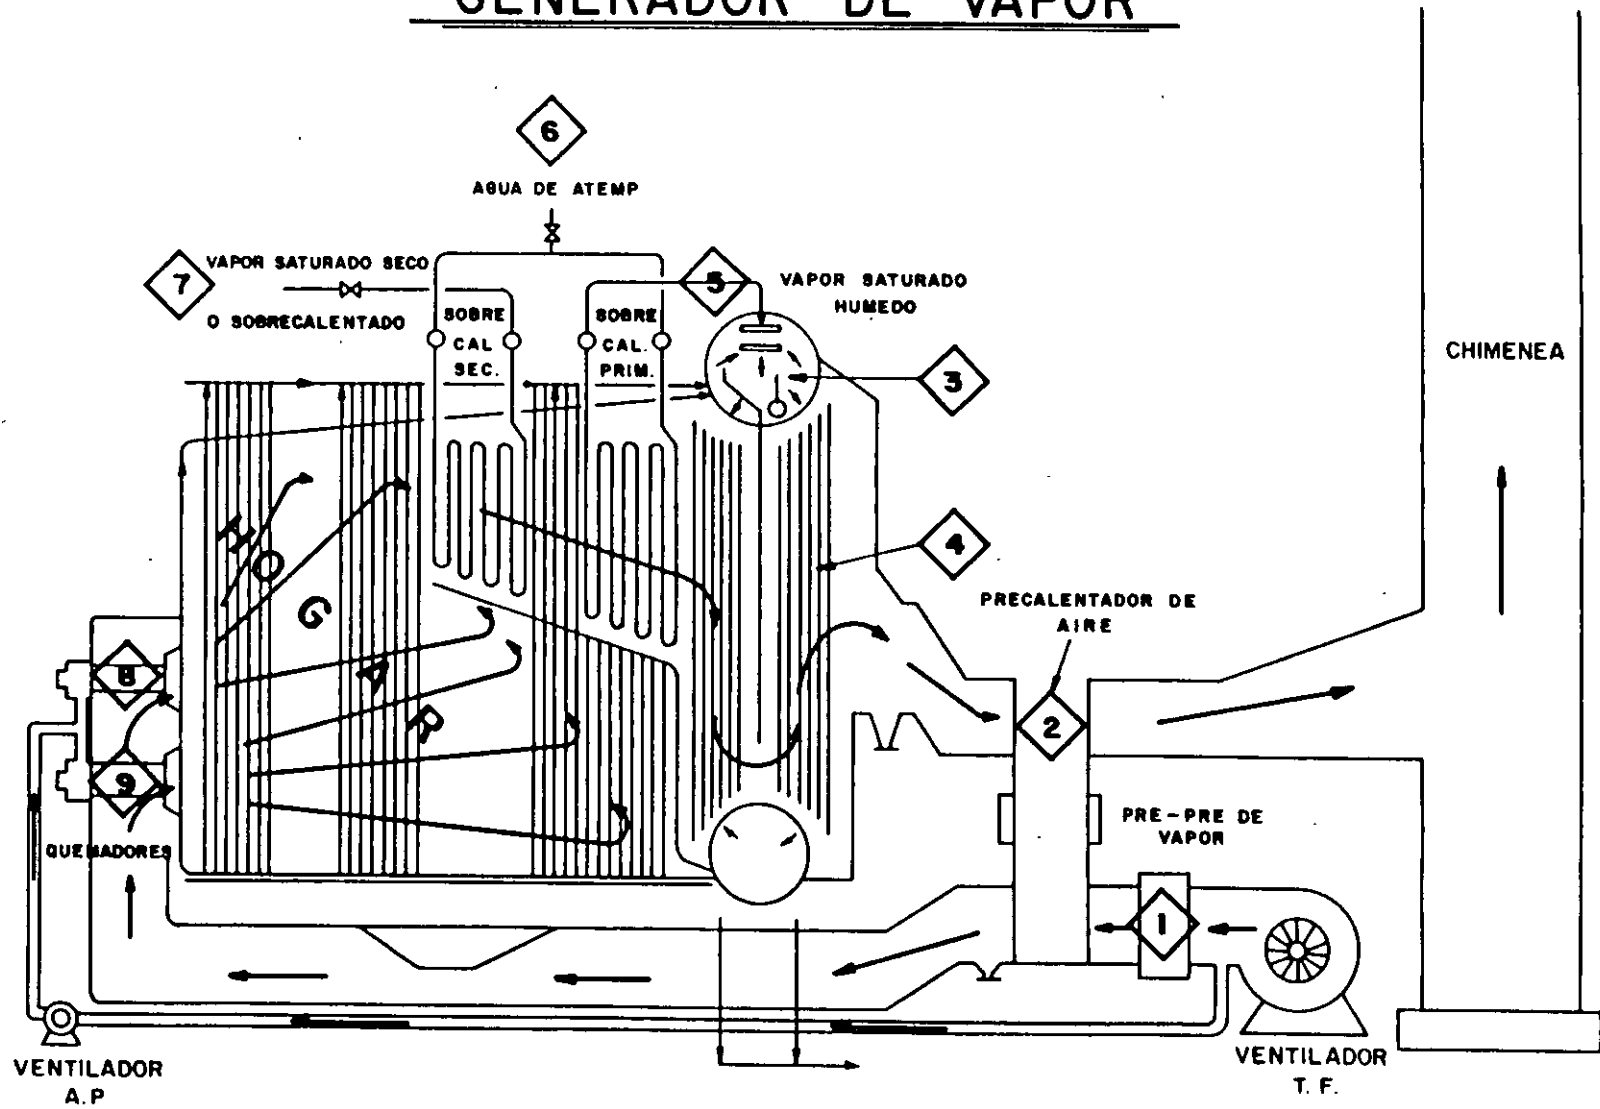 GENERADOR DE VAPOR
6
AGUA DE ATEMP
7
VAPOR SATURADO SECO
O SOBRECALENTADO
5
VAPOR SATURADO
HUMEDO
SOBRE
CAL
SEC.
SOBRE
CAL.
PRIM.
3
CHIMENEA
HOGAR
4
PRECALENTADOR DE
AIRE
8
2
9
QUEMADORES
PRE-PRE DE
VAPOR
1
VENTILADOR
A.P
VENTILADOR
T. F.